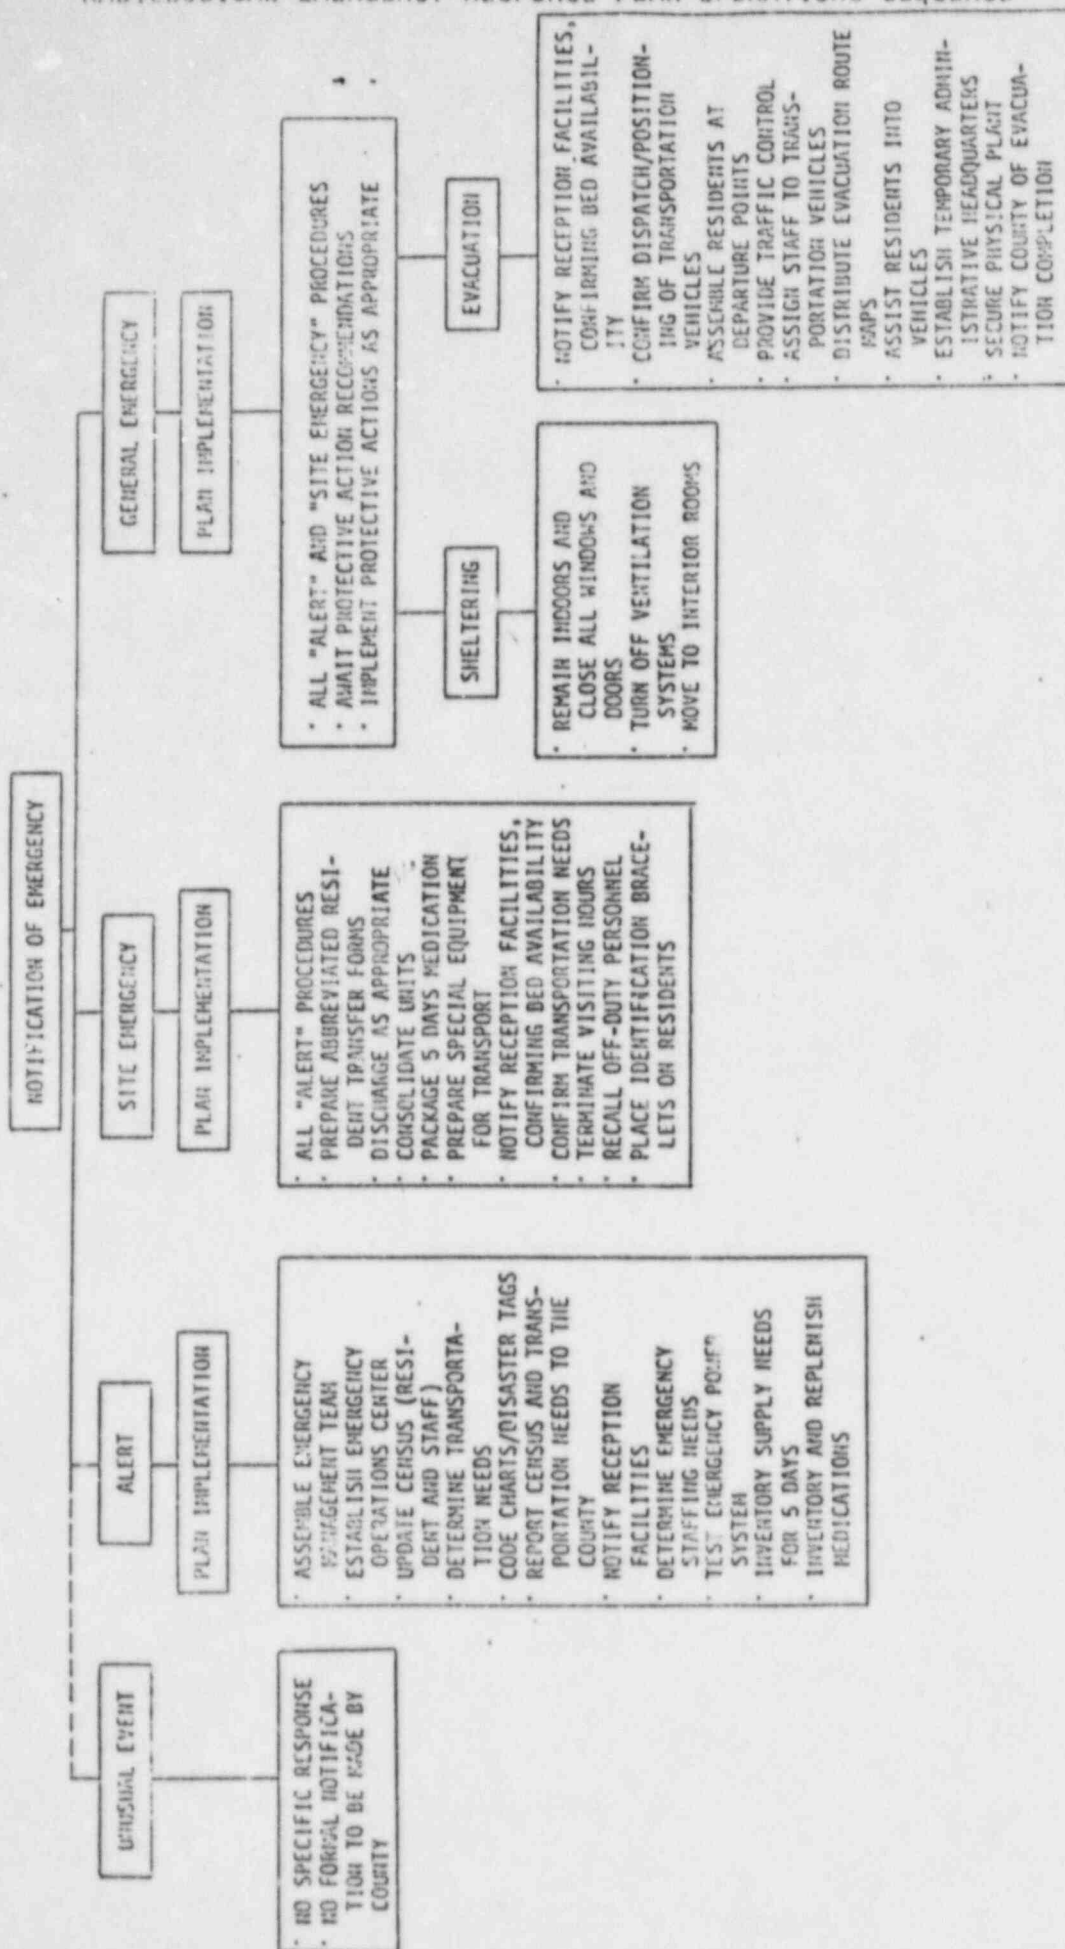 RADIOLOGICAL EMERGENCY RESPONSE PLAN OPERATIONS SEQUENCE
NOTIFICATION OF EMERGENCY
UNUSUAL EVENT
· NO SPECIFIC RESPONSE
· NO FORMAL NOTIFICA-
TION TO BE MADE BY
COUNTY
ALERT
PLAN IMPLEMENTATION
· ASSEMBLE EMERGENCY
MANAGEMENT TEAM
· ESTABLISH EMERGENCY
OPERATIONS CENTER
· UPDATE CENSUS (RESI-
DENT AND STAFF)
· DETERMINE TRANSPORTA-
TION NEEDS
· CODE CHARTS/DISASTER TAGS
· REPORT CENSUS AND TRANS-
PORTATION NEEDS TO THE
COUNTY
· NOTIFY RECEPTION
FACILITIES
· DETERMINE EMERGENCY
STAFFING NEEDS
· TEST EMERGENCY POWER
SYSTEM
· INVENTORY SUPPLY NEEDS
FOR 5 DAYS
· INVENTORY AND REPLENISH
MEDICATIONS
SITE EMERGENCY
PLAN IMPLEMENTATION
· ALL "ALERT" PROCEDURES
· PREPARE ABBREVIATED RESI-
DENT TRANSFER FORMS
· DISCHARGE AS APPROPRIATE
· CONSOLIDATE UNITS
· PACKAGE 5 DAYS MEDICATION
· PREPARE SPECIAL EQUIPMENT
FOR TRANSPORT
· NOTIFY RECEPTION FACILITIES,
CONFIRMING BED AVAILABILITY
· CONFIRM TRANSPORTATION NEEDS
· TERMINATE VISITING HOURS
· RECALL OFF-DUTY PERSONNEL
· PLACE IDENTIFICATION BRACE-
LETS ON RESIDENTS
GENERAL EMERGENCY
PLAN IMPLEMENTATION
· ALL "ALERT" AND "SITE EMERGENCY" PROCEDURES
· AWAIT PROTECTIVE ACTION RECOMMENDATIONS
· IMPLEMENT PROTECTIVE ACTIONS AS APPROPRIATE
SHELTERING
· REMAIN INDOORS AND
CLOSE ALL WINDOWS AND
DOORS
· TURN OFF VENTILATION
SYSTEMS
· MOVE TO INTERIOR ROOMS
EVACUATION
· NOTIFY RECEPTION FACILITIES,
CONFIRMING BED AVAILABIL-
ITY
· CONFIRM DISPATCH/POSITION-
ING OF TRANSPORTATION
VEHICLES
· ASSEMBLE RESIDENTS AT
DEPARTURE POINTS
· PROVIDE TRAFFIC CONTROL
· ASSIGN STAFF TO TRANS-
PORTATION VEHICLES
· DISTRIBUTE EVACUATION ROUTE
MAPS
· ASSIST RESIDENTS INTO
VEHICLES
· ESTABLISH TEMPORARY ADMIN-
ISTRATIVE HEADQUARTERS
· SECURE PHYSICAL PLANT
· NOTIFY COUNTY OF EVACUA-
TION COMPLETION